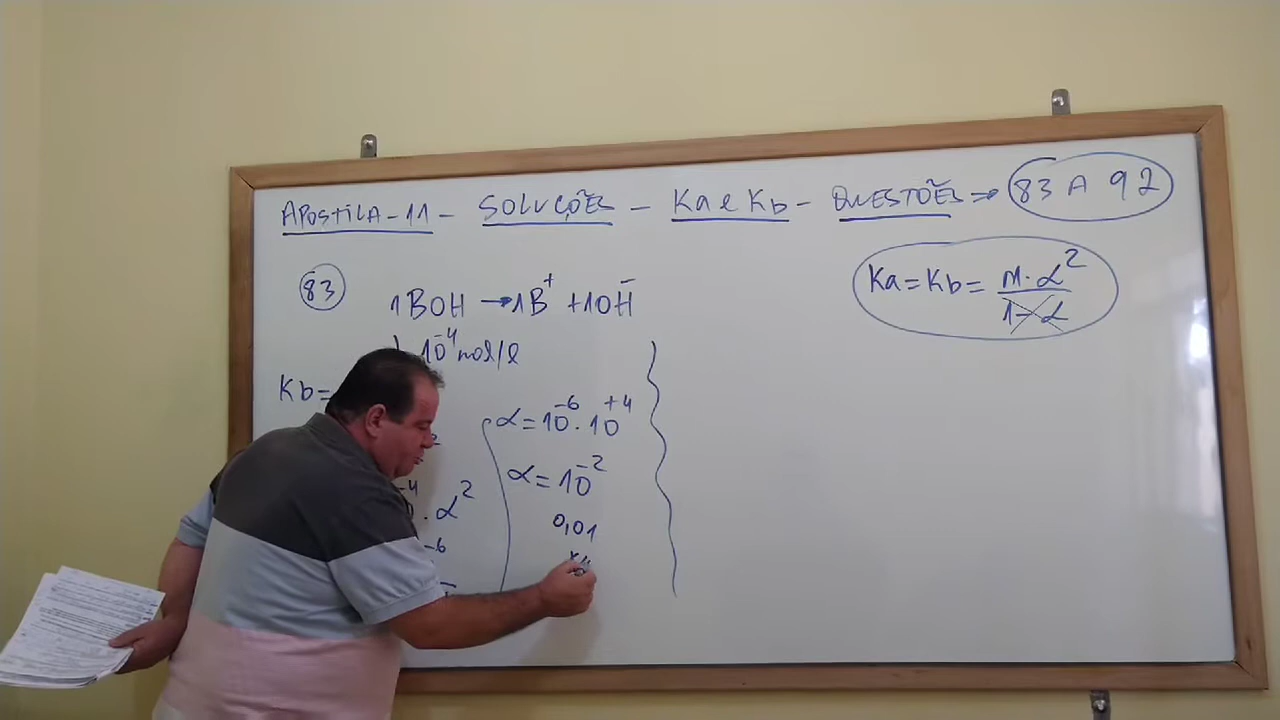 APOSTILA-11- SOLUÇÕES - Ka e Kb- QUESTÕES → 83 A 92
83
1BOH → 1B⁺ + 1OH⁻
Ka = Kb = M.α² / 1-α
10⁻⁴ mol/l
Kb=
α = 10⁻⁶ . 10⁺⁴
α = 10⁻²
. α²
0,01